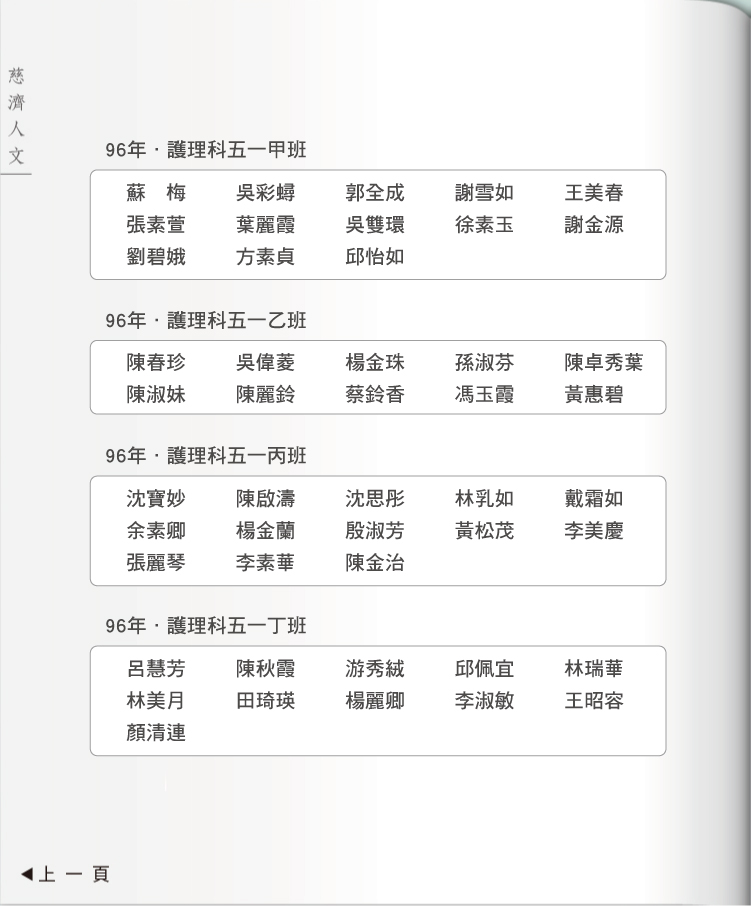 慈濟人文
96年．護理科五一甲班
蘇　梅 吳彩蟳 郭全成 謝雪如 王美春
張素萱 葉麗霞 吳雙環 徐素玉 謝金源
劉碧娥 方素貞 邱怡如
96年．護理科五一乙班
陳春珍 吳偉菱 楊金珠 孫淑芬 陳卓秀葉
陳淑妹 陳麗鈴 蔡鈴香 馮玉霞 黃惠碧
96年．護理科五一丙班
沈寶妙 陳啟濤 沈思彤 林乳如 戴霜如
余素卿 楊金蘭 殷淑芳 黃松茂 李美慶
張麗琴 李素華 陳金治
96年．護理科五一丁班
呂慧芳 陳秋霞 游秀絨 邱佩宜 林瑞華
林美月 田琦瑛 楊麗卿 李淑敏 王昭容
顏清連
◀上一頁